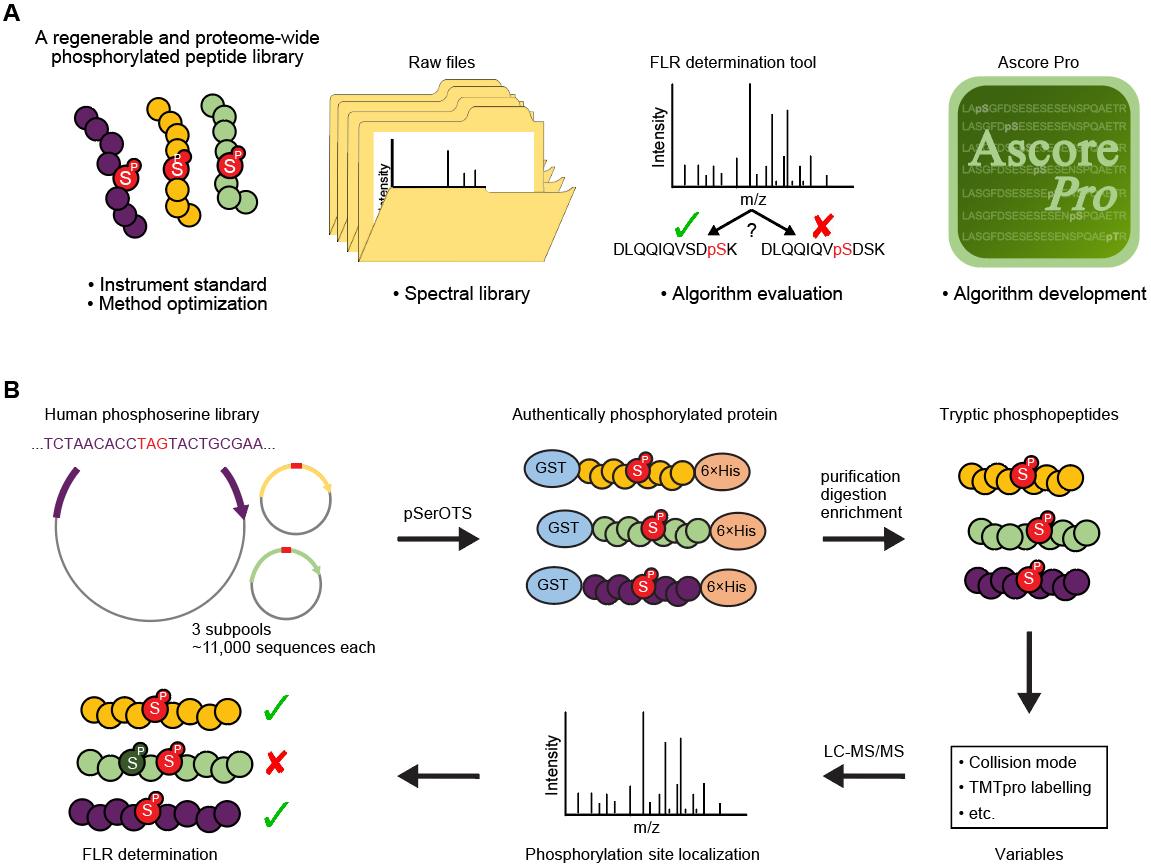 A
A regenerable and proteome-wide
phosphorylated peptide library
P
S
P
S
P
S
• Instrument standard
• Method optimization
Raw files
Intensity
• Spectral library
FLR determination tool
Intensity
m/z
?
DLQQIQVSDpSK
DLQQIQVpSDSK
• Algorithm evaluation
Ascore Pro
LApSGFDSESESESENSPQAETR
LASGFDpSESESESENSPQAETR
Ascore
Pro
LASGFDSESESESENSPQAEpTR
• Algorithm development
B
Human phosphoserine library
...TCTAACACCTAGTACTGCGAA...
3 subpools
~11,000 sequences each
pSerOTS
Authentically phosphorylated protein
GST
P
S
6×His
GST
P
S
6×His
GST
P
S
6×His
purification
digestion
enrichment
Tryptic phosphopeptides
P
S
P
S
P
S
• Collision mode
• TMTpro labelling
• etc.
Variables
LC-MS/MS
Intensity
m/z
Phosphorylation site localization
P
S
P
S
P
S
P
S
FLR determination